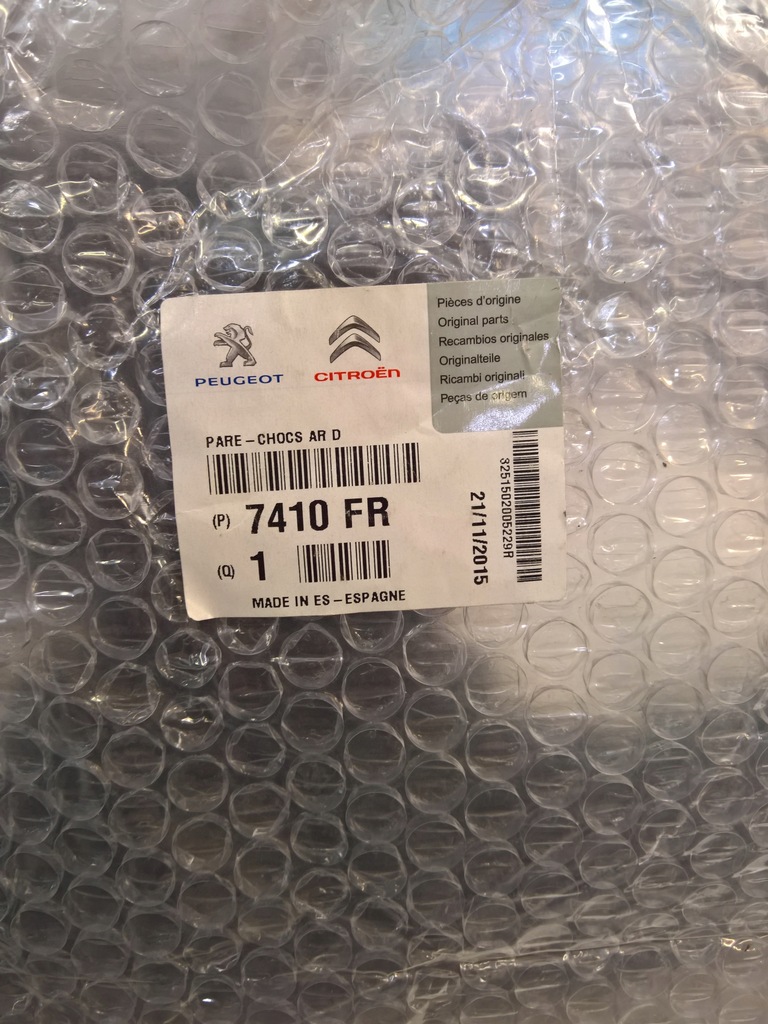 PEUGEOT
CITROËN
Pièces d'origine
Original parts
Recambios originales
Originalteile
Ricambi originali
Peças de origem
PARE-CHOCS AR D
(P) 7410 FR
(Q) 1
MADE IN ES-ESPAGNE
21/11/2015
3251502005229R